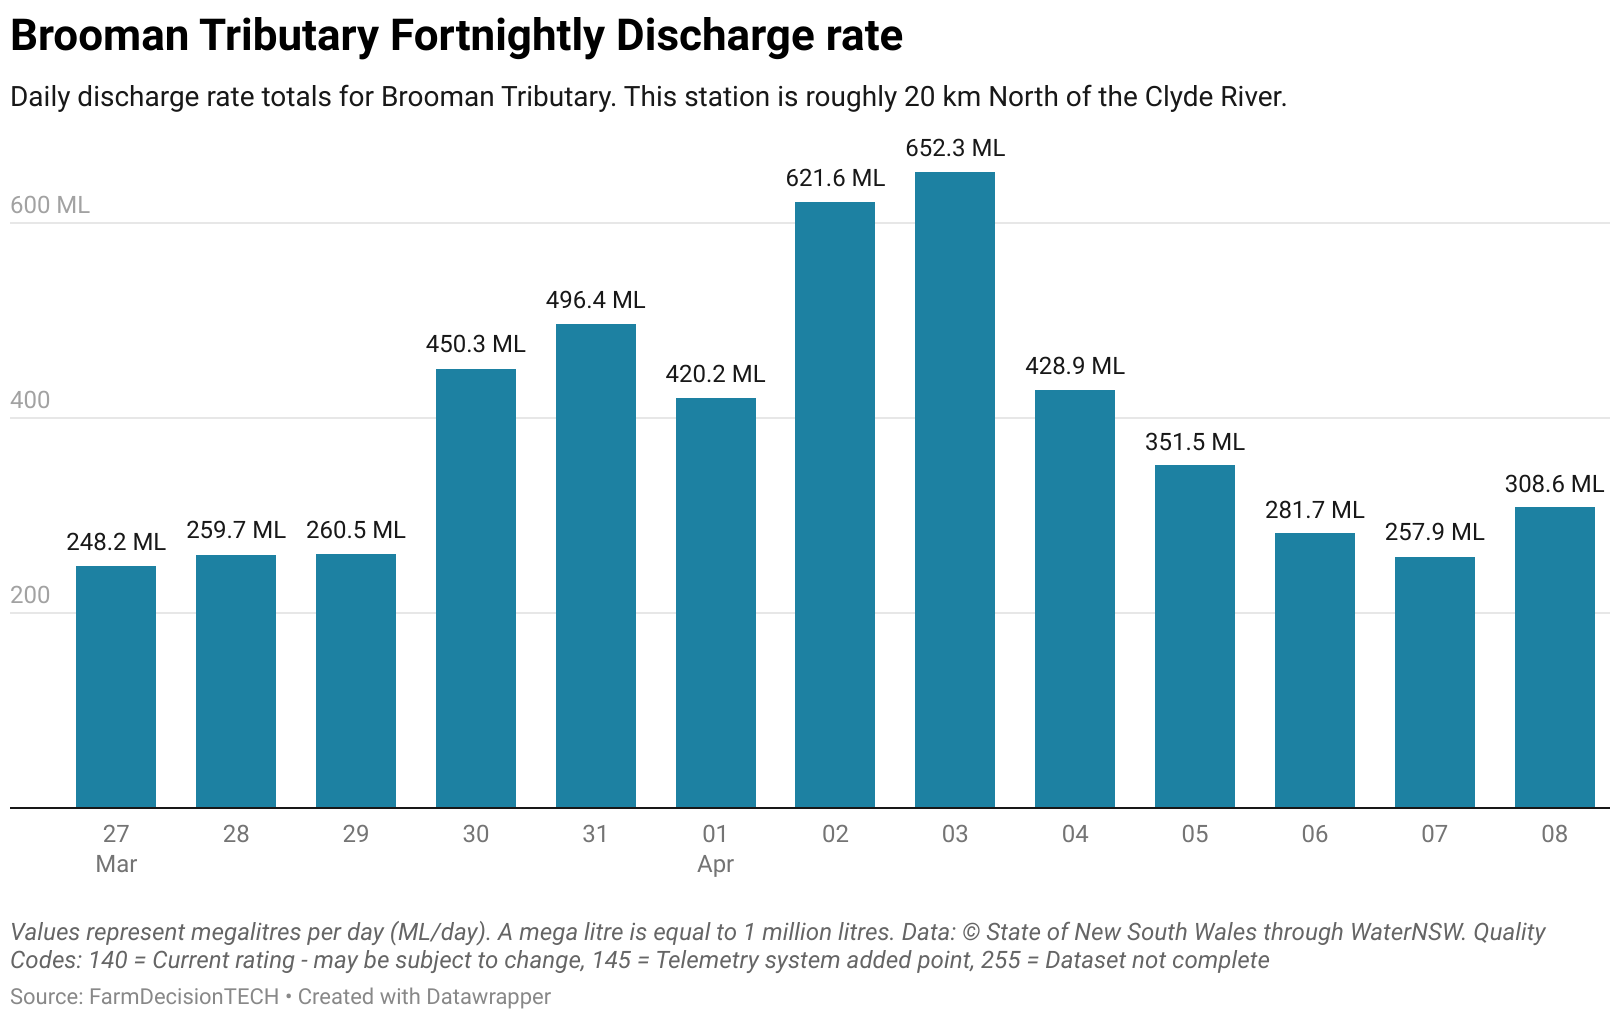 Brooman Tributary Fortnightly Discharge rate
Daily discharge rate totals for Brooman Tributary. This station is roughly 20 km North of the Clyde River.
652.3 ML
621.6 ML
600 ML
496.4 ML
450.3 ML
420.2 ML
428.9 ML
400
351.5 ML
308.6 ML
281.7 ML
248.2 ML
259.7 ML
260.5 ML
257.9 ML
200
27 28 29 30 31 01 02 03 04 05 06 07 08
Mar Apr
Values represent megalitres per day (ML/day). A mega litre is equal to 1 million litres. Data: © State of New South Wales through WaterNSW. Quality
Codes: 140 = Current rating - may be subject to change, 145 = Telemetry system added point, 255 = Dataset not complete
Source: FarmDecisionTECH • Created with Datawrapper